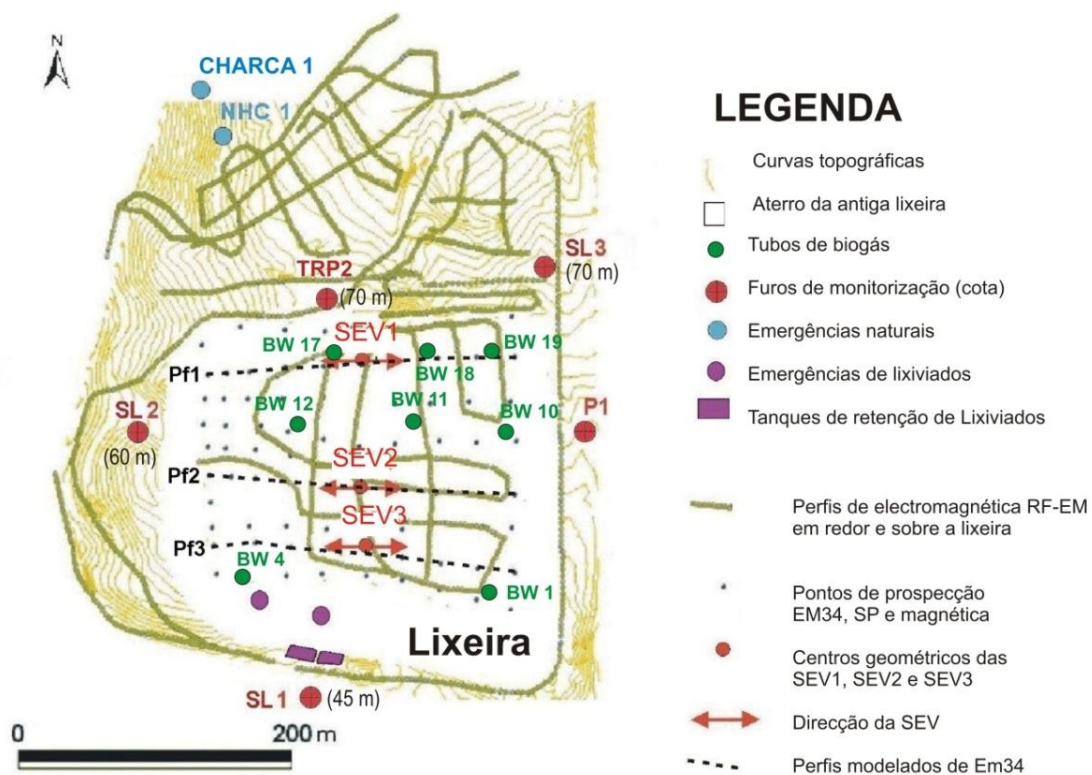 N
CHARCA 1
NHC 1
SL 3
(70 m)
TRP2
(70 m)
SEV1
BW 17
BW 19
BW 18
Pf1
BW 12
BW 11
BW 10
P1
SL 2
(60 m)
SEV2
Pf2
SEV3
Pf3
BW 4
BW 1
Lixeira
SL 1
(45 m)
0
200 m
LEGENDA
Curvas topográficas
Aterro da antiga lixeira
Tubos de biogás
Furos de monitorização (cota)
Emergências naturais
Emergências de lixiviados
Tanques de retenção de Lixiviados
Perfis de electromagnética RF-EM
em redor e sobre a lixeira
Pontos de prospecção
EM34, SP e magnética
Centros geométricos das
SEV1, SEV2 e SEV3
Direcção da SEV
Perfis modelados de Em34